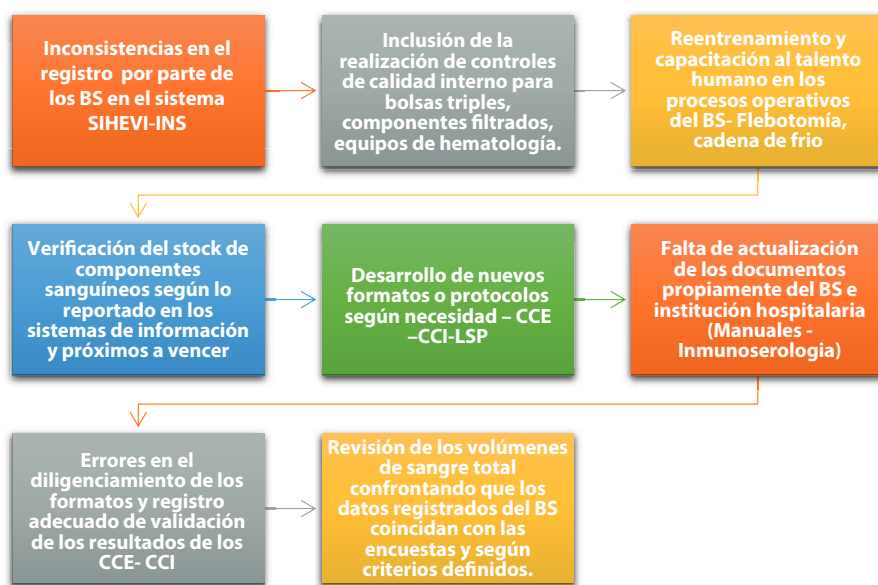 Inconsistencias en el
registro por parte de
los BS en el sistema
SIHEVI-INS
Inclusión de la
realización de controles
de calidad interno para
bolsas triples,
componentes filtrados,
equipos de hematología.
Reentrenamiento y
capacitación al talento
humano en los
procesos operativos
del BS- Flebotomía,
cadena de frio
Verificación del stock de
componentes
sanguíneos según lo
reportado en los
sistemas de información
y próximos a vencer
Desarrollo de nuevos
formatos o protocolos
según necesidad – CCE
–CCI-LSP
Falta de actualización
de los documentos
propiamente del BS e
institución hospitalaria
(Manuales -
Inmunoserologia)
Errores en el
diligenciamiento de los
formatos y registro
adecuado de validación
de los resultados de los
CCE- CCI
Revisión de los volúmenes
de sangre total
confrontando que los
datos registrados del BS
coincidan con las
encuestas y según
criterios definidos.